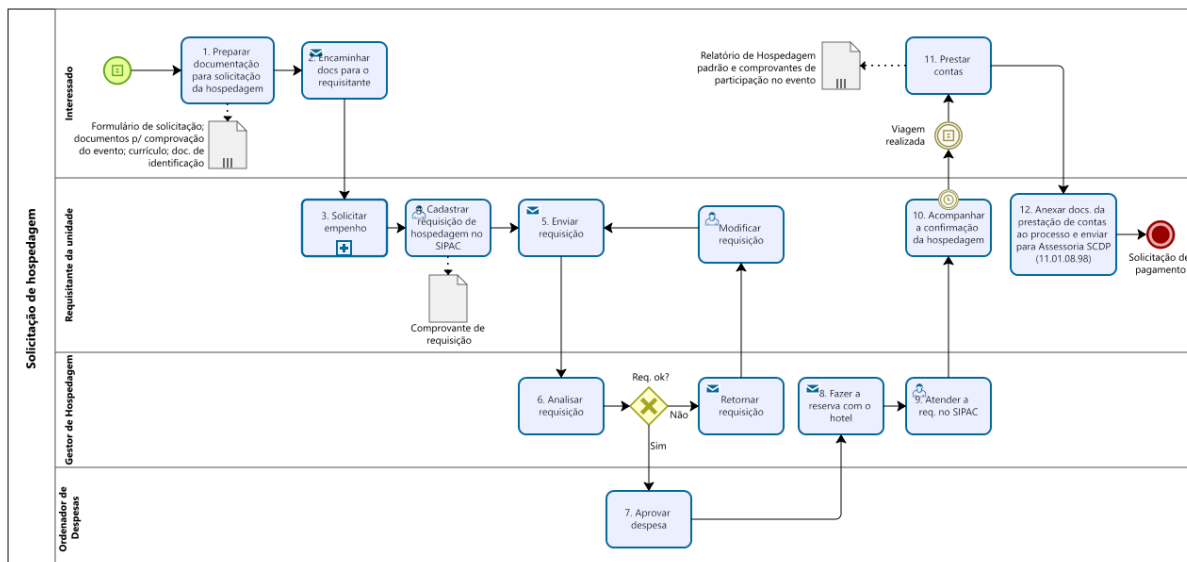 Solicitação de hospedagem
Interessado
1. Preparar
documentação
para solicitação
da hospedagem
2. Encaminhar
docs para o
requisitante
Formulário de solicitação;
documentos p/ comprovação
do evento; currículo; doc. de
identificação
Relatório de Hospedagem
padrão e comprovantes
de participação no evento
11. Prestar
contas
Viagem
realizada
Requisitante da unidade
3. Solicitar
empenho
Cadastrar
requisição de
hospedagem no
SIPAC
Comprovante de
requisição
5. Enviar
requisição
Modificar
requisição
10. Acompanhar
a confirmação
da hospedagem
12. Anexar docs. da
prestação de contas
ao processo e enviar
para Assessoria SCDP
(11.01.08.98)
Solicitação de
pagamento
Gestor de Hospedagem
6. Analisar
requisição
Req. ok?
Não
Sim
Retornar
requisição
8. Fazer a
reserva com o
hotel
9. Atender a
req. no SIPAC
Ordenador de
Despesas
7. Aprovar
despesa